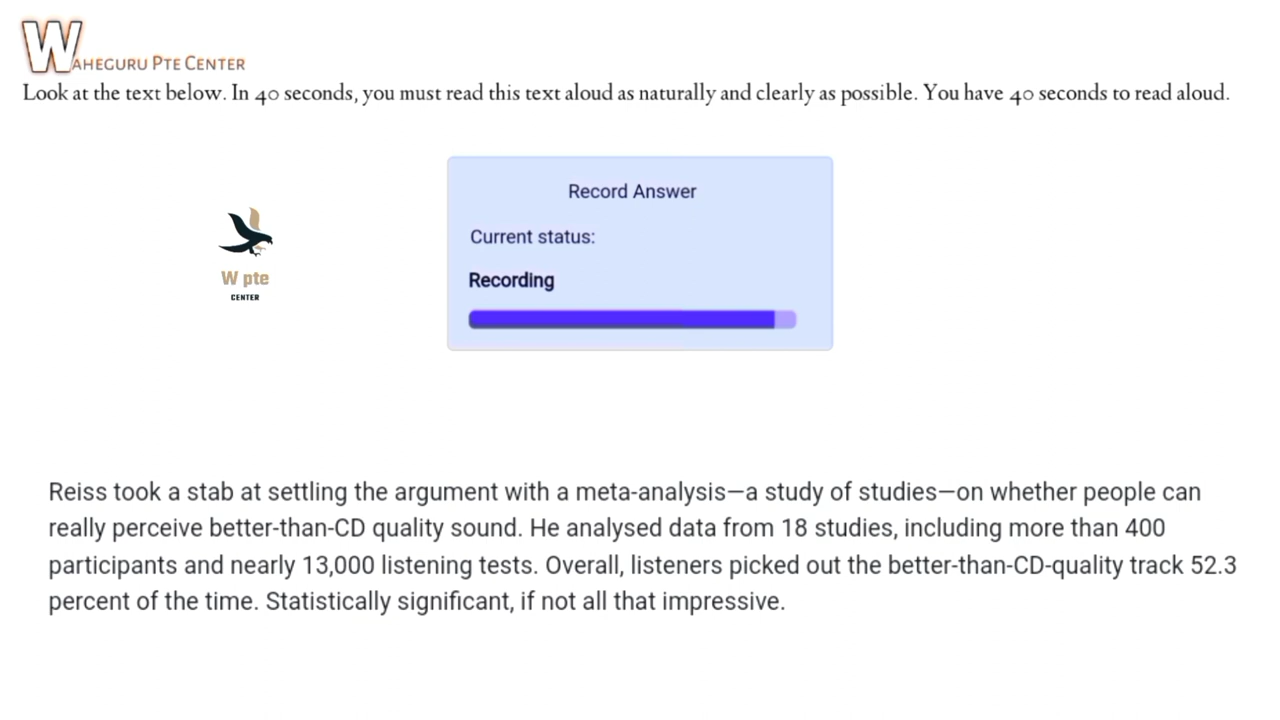 WAHEGURU PTE CENTER
Look at the text below. In 40 seconds, you must read this text aloud as naturally and clearly as possible. You have 40 seconds to read aloud.
Record Answer
Current status:
Recording
W pte
CENTER
Reiss took a stab at settling the argument with a meta-analysis—a study of studies—on whether people can
really perceive better-than-CD quality sound. He analysed data from 18 studies, including more than 400
participants and nearly 13,000 listening tests. Overall, listeners picked out the better-than-CD-quality track 52.3
percent of the time. Statistically significant, if not all that impressive.